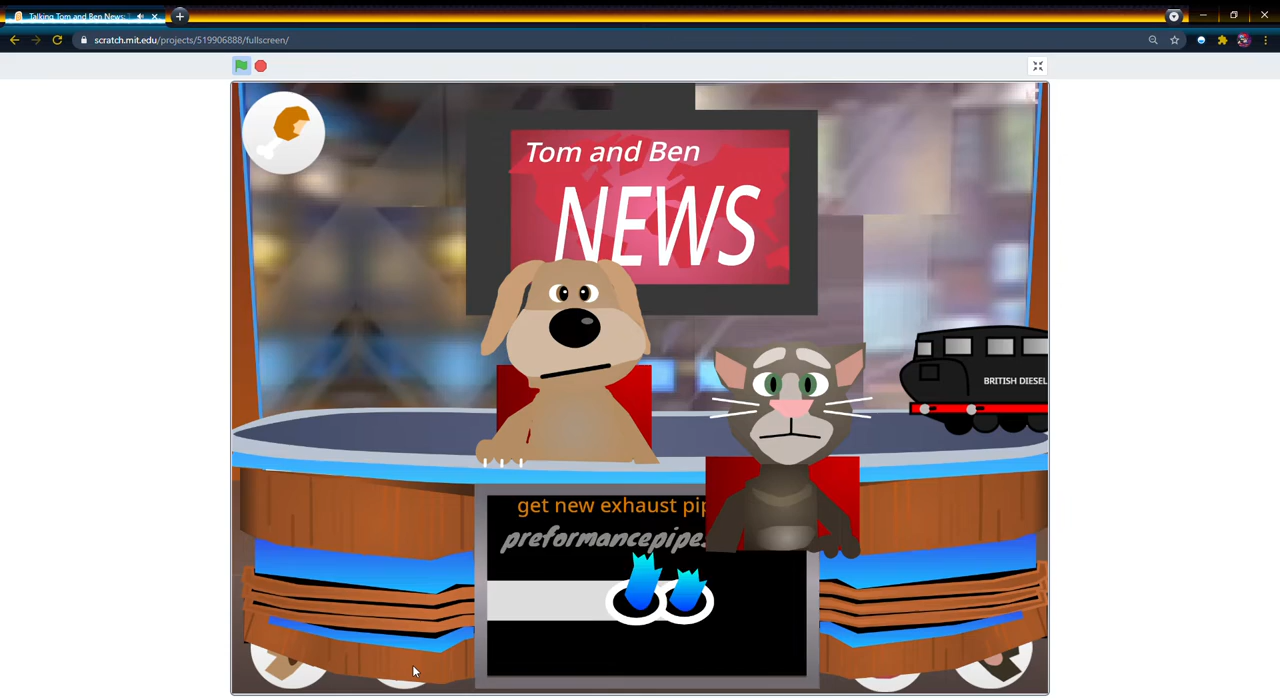 Talking Tom and Ben News:
scratch.mit.edu/projects/519906888/fullscreen/
Tom and Ben
NEWS
BRITISH DIESEL
get new exhaust pip
preformancepipes